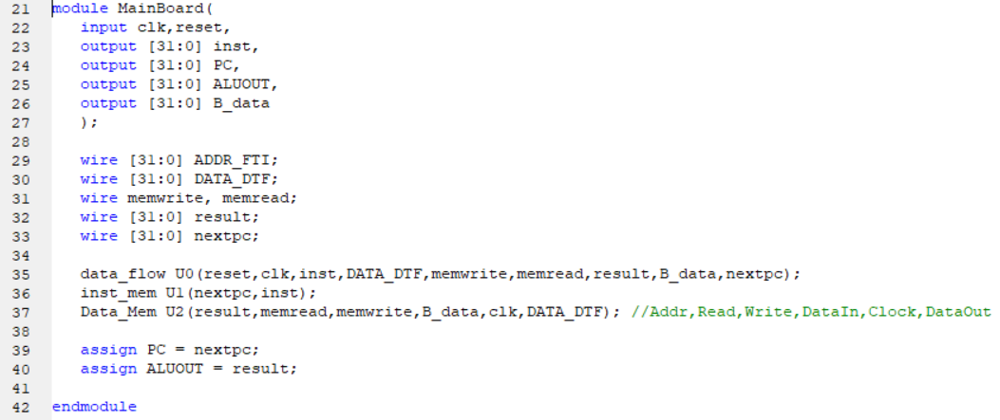 21 module MainBoard(
22 input clk,reset,
23 output [31:0] inst,
24 output [31:0] PC,
25 output [31:0] ALUOUT,
26 output [31:0] B_data
27 );
28
29 wire [31:0] ADDR_FTI;
30 wire [31:0] DATA_DTF;
31 wire memwrite, memread;
32 wire [31:0] result;
33 wire [31:0] nextpc;
34
35 data_flow U0(reset,clk,inst,DATA_DTF,memwrite,memread,result,B_data,nextpc);
36 inst_mem U1(nextpc,inst);
37 Data_Mem U2(result,memread,memwrite,B_data,clk,DATA_DTF); //Addr,Read,Write,DataIn,Clock,DataOut
38
39 assign PC = nextpc;
40 assign ALUOUT = result;
41
42 endmodule